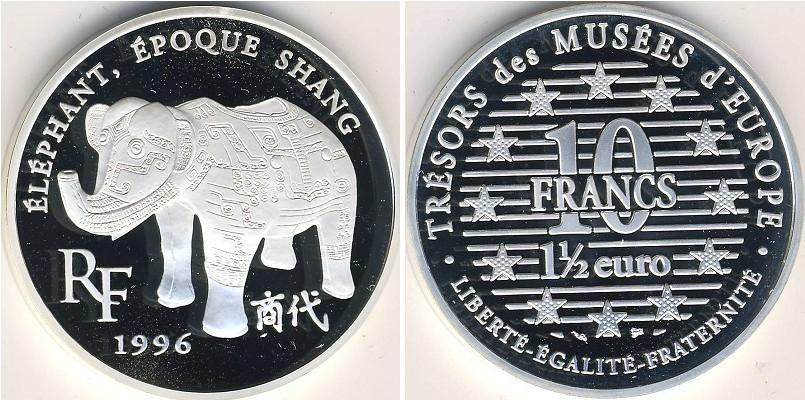 ÉLÉPHANT, ÉPOQUE SHANG
RF
商代
1996
TRÉSORS des MUSÉES d'EUROPE
10
FRANCS
1½ euro
• LIBERTÉ-ÉGALITÉ-FRATERNITÉ •